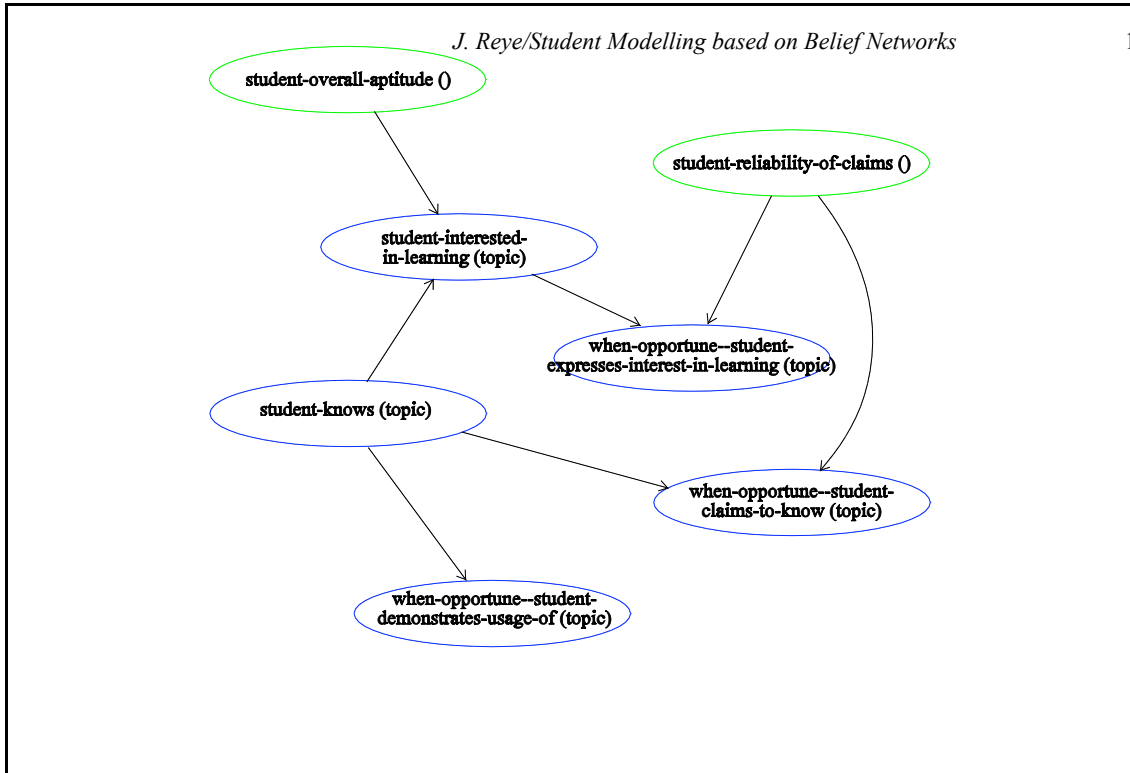 J. Reye/Student Modelling based on Belief Networks
1
student-overall-aptitude ()
student-reliability-of-claims ()
student-interested-
in-learning (topic)
when-opportune--student-
expresses-interest-in-learning (topic)
student-knows (topic)
when-opportune--student-
claims-to-know (topic)
when-opportune--student-
demonstrates-usage-of (topic)